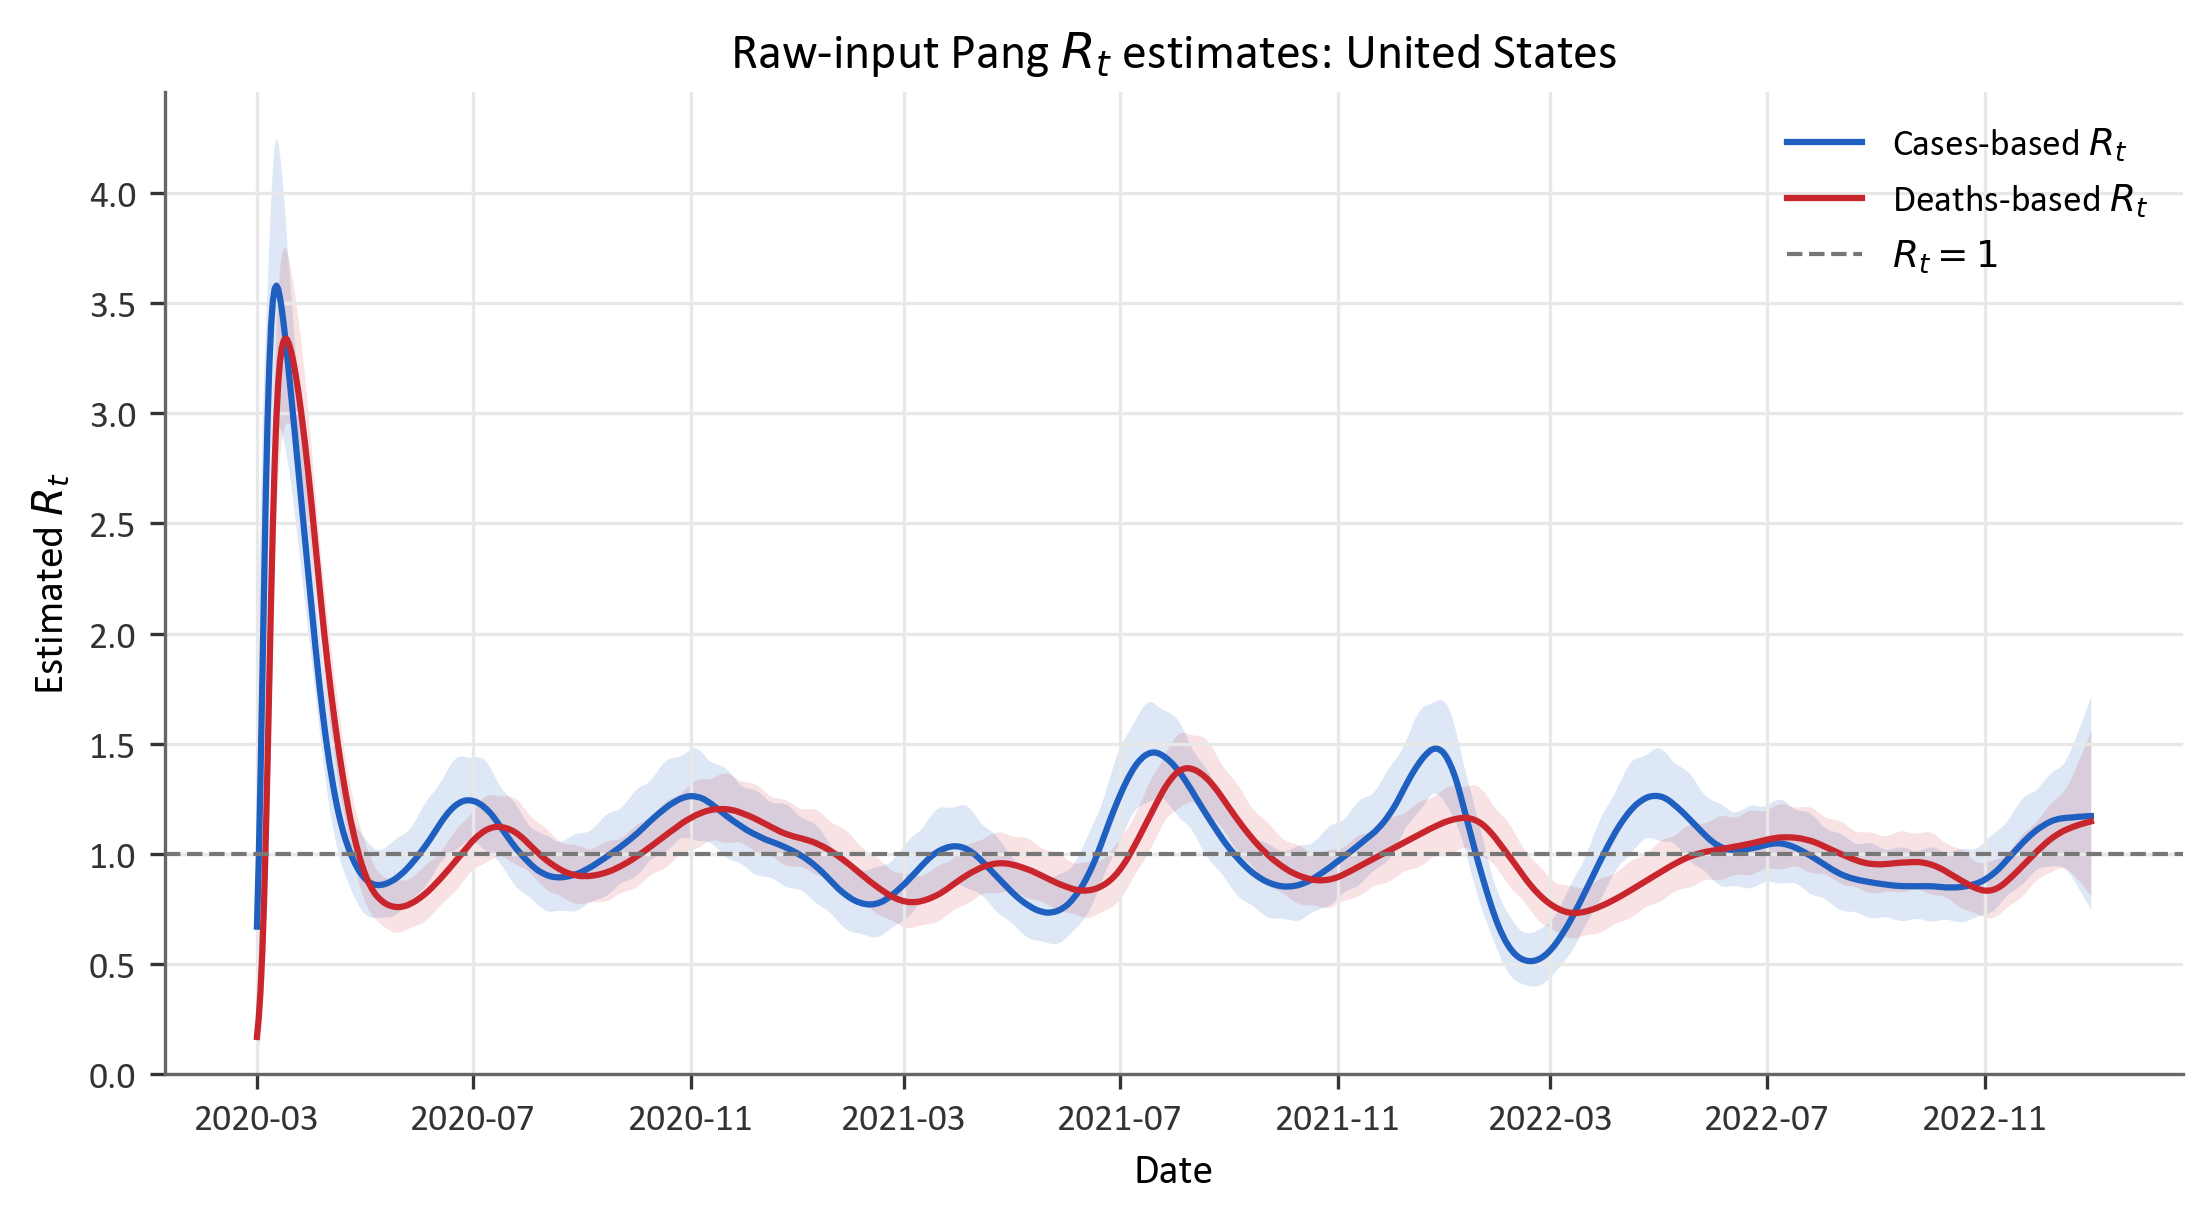 Raw-input Pang Rₜ estimates: United States
Cases-based Rₜ
Deaths-based Rₜ
Rₜ = 1
Estimated Rₜ
4.0
3.5
3.0
2.5
2.0
1.5
1.0
0.5
0.0
2020-03 2020-07 2020-11 2021-03 2021-07 2021-11 2022-03 2022-07 2022-11
Date